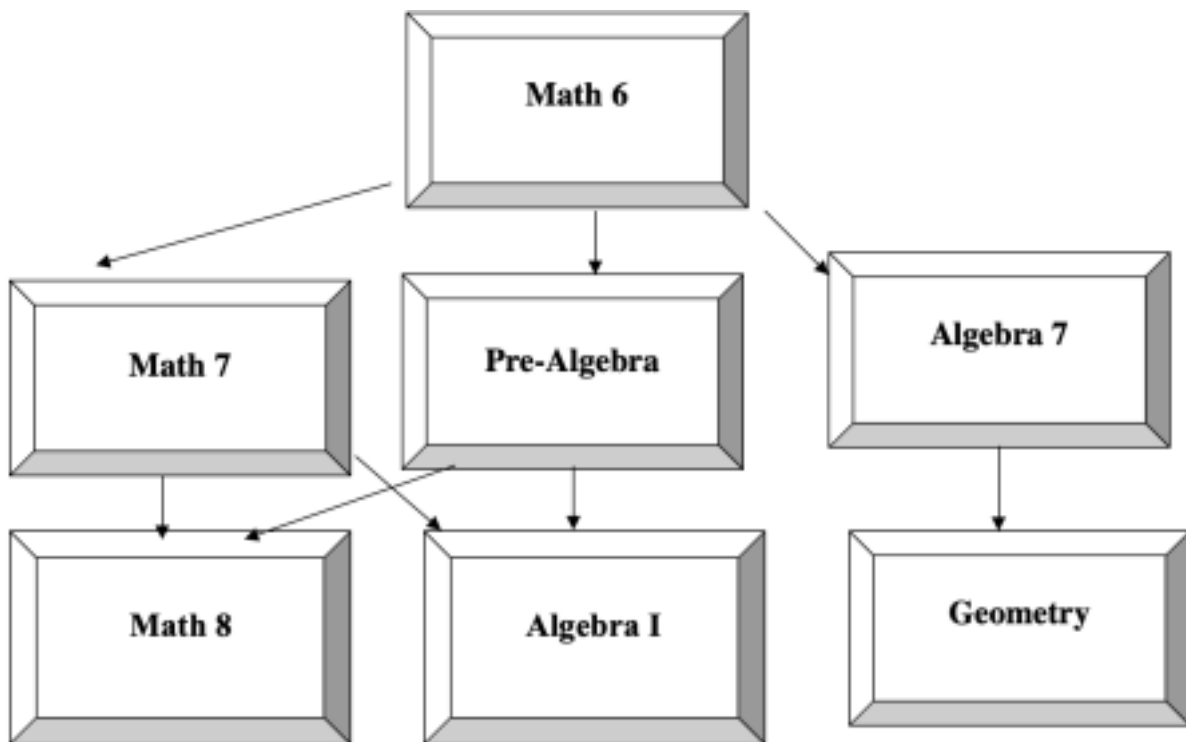 Math 6
Math 7
Pre-Algebra
Algebra 7
Math 8
Algebra I
Geometry